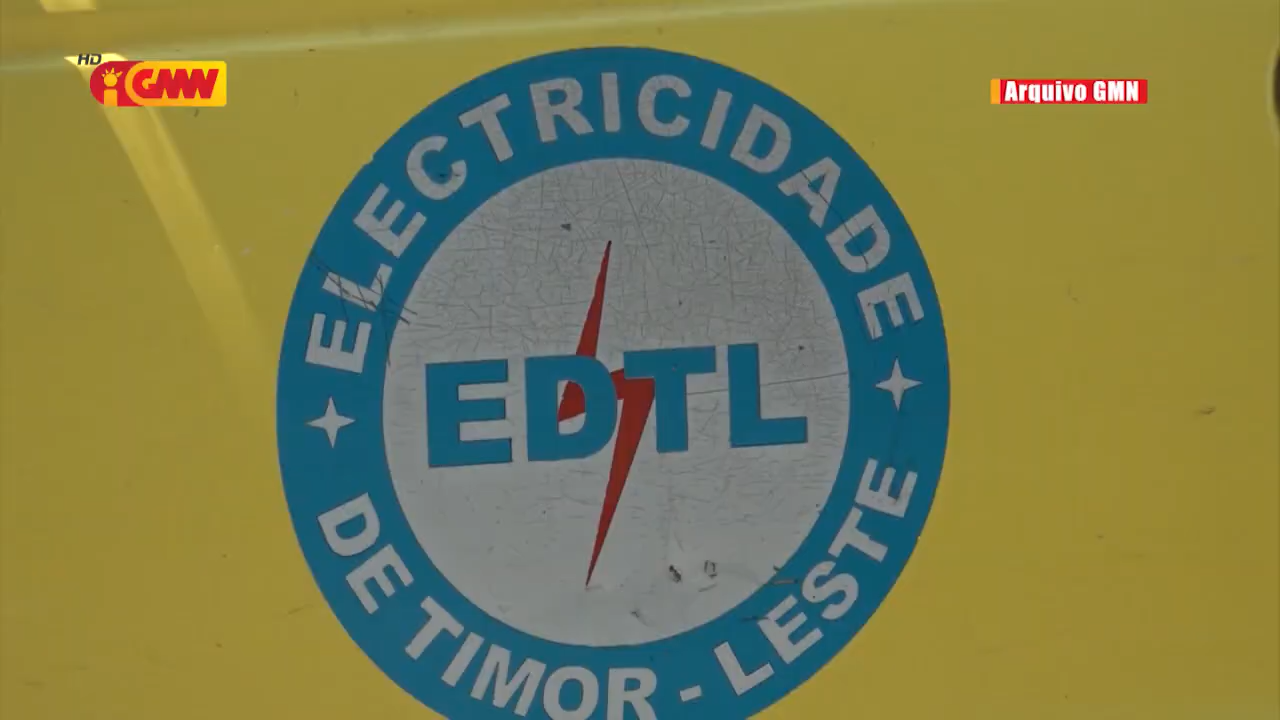 HD
GMN
Arquivo GMN
ELECTRICIDADE
EDTL
DE TIMOR - LESTE